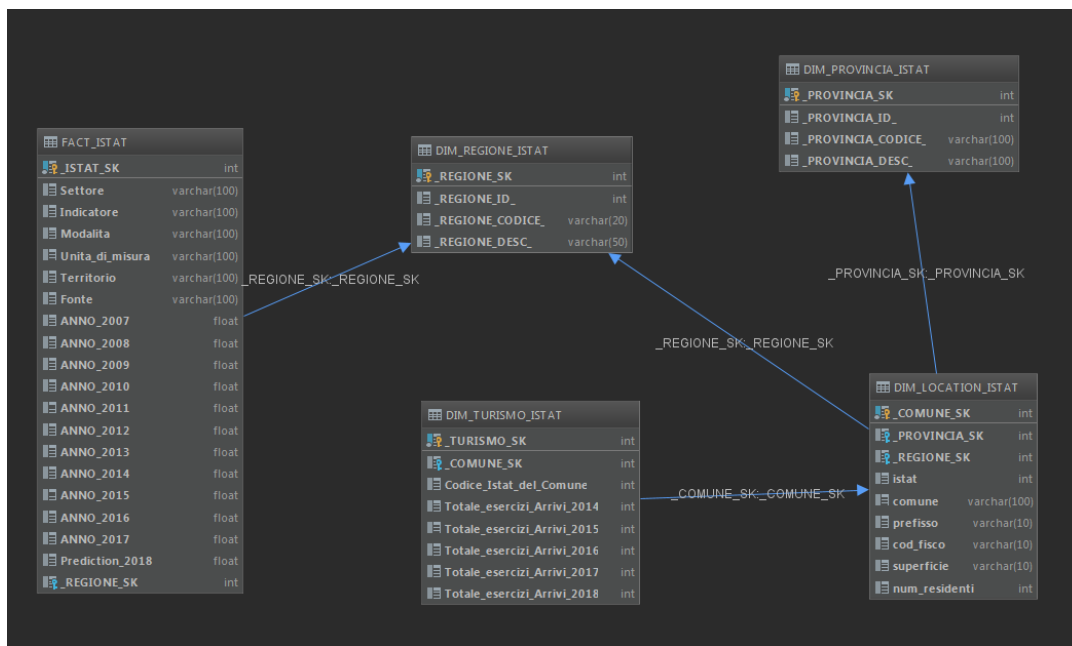 DIM_PROVINCIA_ISTAT
_PROVINCIA_SK int
_PROVINCIA_ID_ int
_PROVINCIA_CODICE_ varchar(100)
_PROVINCIA_DESC_ varchar(100)
FACT_ISTAT
_ISTAT_SK int
Settore varchar(100)
Indicatore varchar(100)
Modalita varchar(100)
Unita_di_misura varchar(100)
Territorio varchar(100)
Fonte varchar(100)
ANNO_2007 float
ANNO_2008 float
ANNO_2009 float
ANNO_2010 float
ANNO_2011 float
ANNO_2012 float
ANNO_2013 float
ANNO_2014 float
ANNO_2015 float
ANNO_2016 float
ANNO_2017 float
Prediction_2018 float
_REGIONE_SK int
DIM_REGIONE_ISTAT
_REGIONE_SK int
_REGIONE_ID_ int
_REGIONE_CODICE_ varchar(20)
_REGIONE_DESC_ varchar(50)
_REGIONE_SK:_REGIONE_SK
_PROVINCIA_SK:_PROVINCIA_SK
_REGIONE_SK:_REGIONE_SK
DIM_TURISMO_ISTAT
_TURISMO_SK int
_COMUNE_SK int
Codice_Istat_del_Comune int
Totale_esercizi_Arrivi_2014 int
Totale_esercizi_Arrivi_2015 int
Totale_esercizi_Arrivi_2016 int
Totale_esercizi_Arrivi_2017 int
Totale_esercizi_Arrivi_2018 int
_COMUNE_SK:_COMUNE_SK
DIM_LOCATION_ISTAT
_COMUNE_SK int
_PROVINCIA_SK int
_REGIONE_SK int
istat int
comune varchar(100)
prefisso varchar(10)
cod_fisco varchar(10)
superficie varchar(10)
num_residenti int